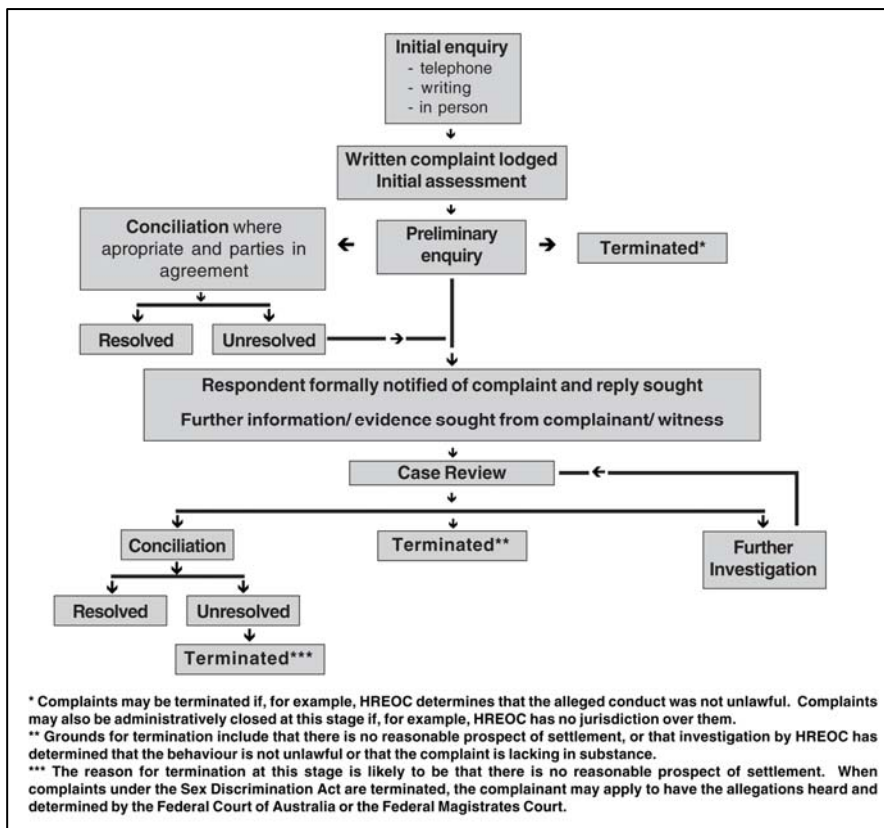 Initial enquiry
- telephone
- writing
- in person
Written complaint lodged
Initial assessment
Conciliation where
apropriate and parties in
agreement
Preliminary
enquiry
Terminated*
Resolved
Unresolved
Respondent formally notified of complaint and reply sought
Further information/ evidence sought from complainant/ witness
Case Review
Conciliation
Terminated**
Further
Investigation
Resolved
Unresolved
Terminated***
* Complaints may be terminated if, for example, HREOC determines that the alleged conduct was not unlawful. Complaints
may also be administratively closed at this stage if, for example, HREOC has no jurisdiction over them.
** Grounds for termination include that there is no reasonable prospect of settlement, or that investigation by HREOC has
determined that the behaviour is not unlawful or that the complaint is lacking in substance.
*** The reason for termination at this stage is likely to be that there is no reasonable prospect of settlement. When
complaints under the Sex Discrimination Act are terminated, the complainant may apply to have the allegations heard and
determined by the Federal Court of Australia or the Federal Magistrates Court.